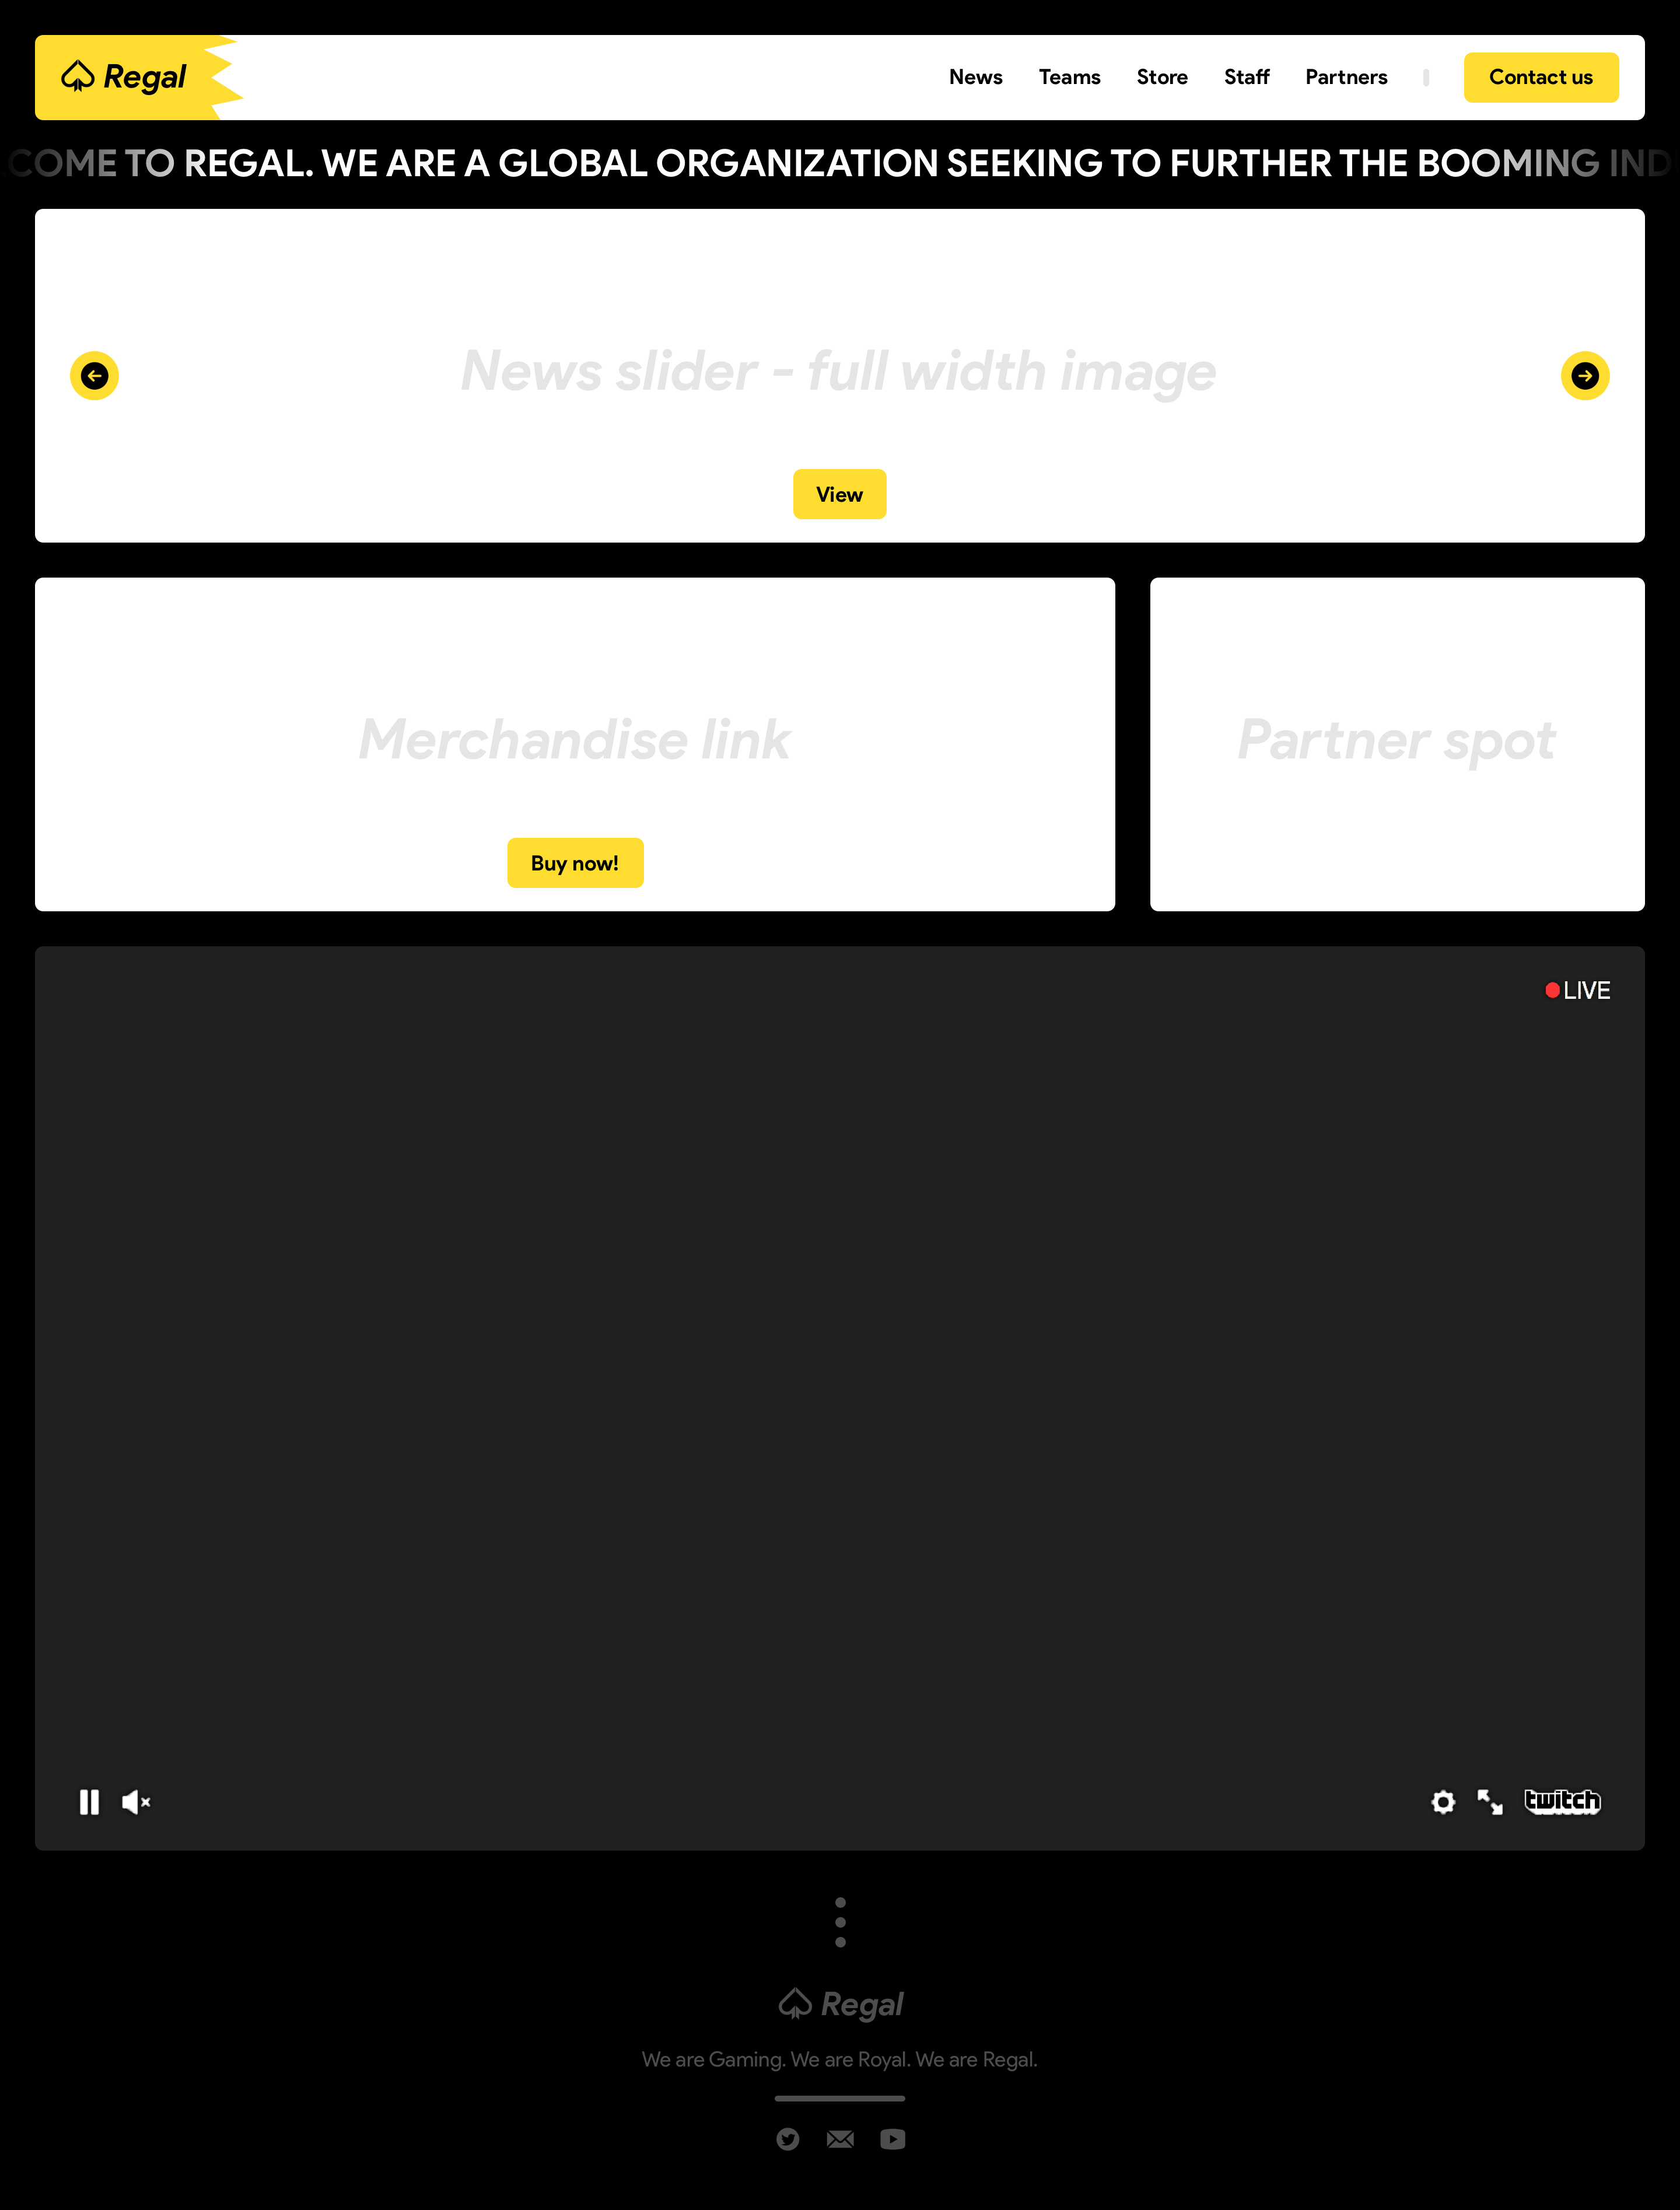 Regal
News Teams Store Staff Partners Contact us
COME TO REGAL. WE ARE A GLOBAL ORGANIZATION SEEKING TO FURTHER THE BOOMING IND
News slider - full width image
View
Merchandise link
Partner spot
Buy now!
LIVE
twitch
Regal
We are Gaming. We are Royal. We are Regal.